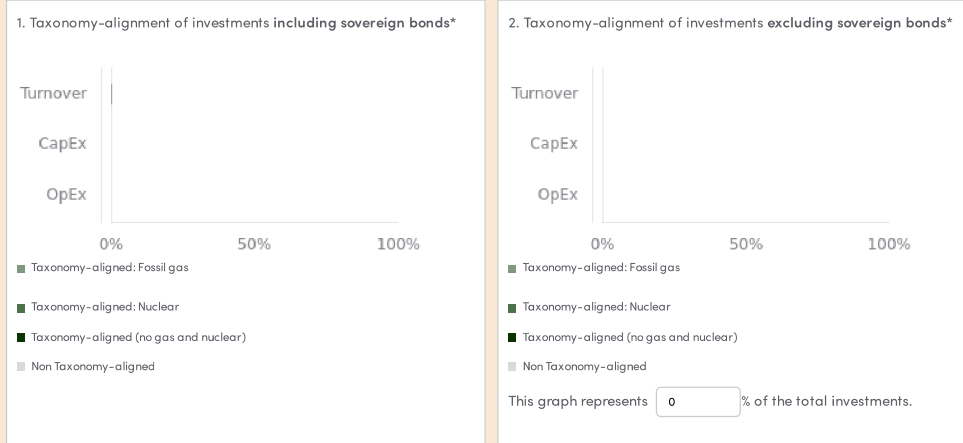 1. Taxonomy-alignment of investments including sovereign bonds*
Turnover
CapEx
OpEx
0% 50% 100%
Taxonomy-aligned: Fossil gas
Taxonomy-aligned: Nuclear
Taxonomy-aligned (no gas and nuclear)
Non Taxonomy-aligned
2. Taxonomy-alignment of investments excluding sovereign bonds*
Turnover
CapEx
OpEx
0% 50% 100%
Taxonomy-aligned: Fossil gas
Taxonomy-aligned: Nuclear
Taxonomy-aligned (no gas and nuclear)
Non Taxonomy-aligned
This graph represents 0 % of the total investments.